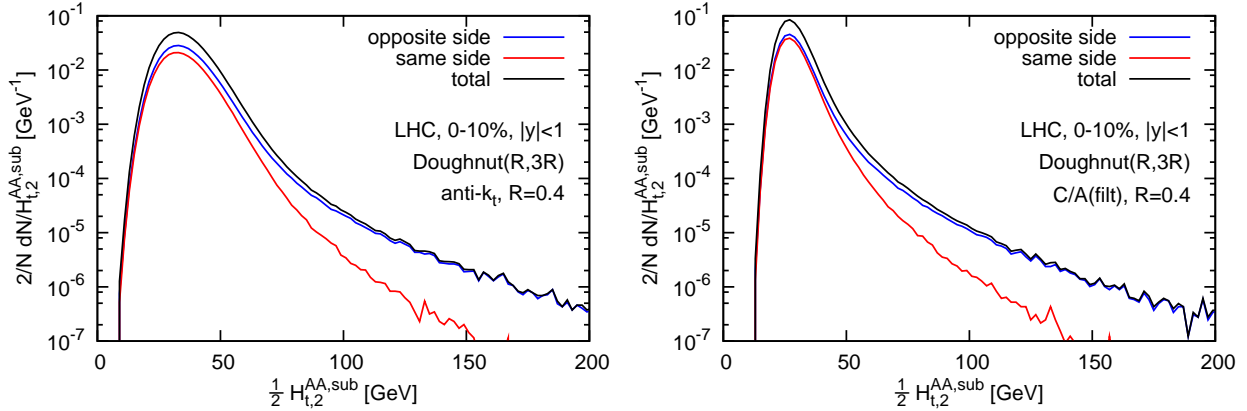 2/N dN/H_{t,2}^{AA,sub} [GeV^{-1}]
10^{-1}
10^{-2}
10^{-3}
10^{-4}
10^{-5}
10^{-6}
10^{-7}
opposite side
same side
total
LHC, 0-10%, |y|<1
Doughnut(R,3R)
anti-k_t, R=0.4
0 50 100 150 200
½ H_{t,2}^{AA,sub} [GeV]
2/N dN/H_{t,2}^{AA,sub} [GeV^{-1}]
10^{-1}
10^{-2}
10^{-3}
10^{-4}
10^{-5}
10^{-6}
10^{-7}
opposite side
same side
total
LHC, 0-10%, |y|<1
Doughnut(R,3R)
C/A(filt), R=0.4
0 50 100 150 200
½ H_{t,2}^{AA,sub} [GeV]